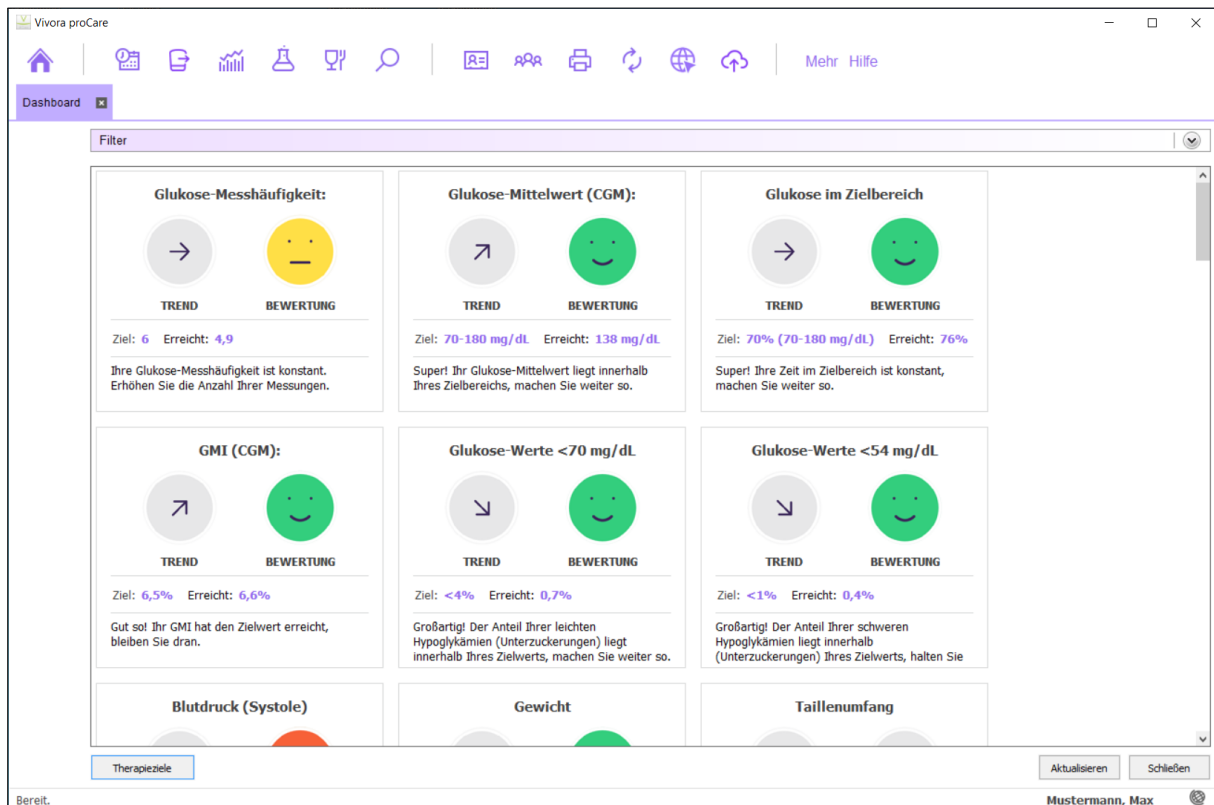 Vivora proCare
Mehr Hilfe
Dashboard
Filter
Glukose-Messhäufigkeit:
TREND BEWERTUNG
Ziel: 6 Erreicht: 4,9
Ihre Glukose-Messhäufigkeit ist konstant.
Erhöhen Sie die Anzahl Ihrer Messungen.
Glukose-Mittelwert (CGM):
TREND BEWERTUNG
Ziel: 70-180 mg/dL Erreicht: 138 mg/dL
Super! Ihr Glukose-Mittelwert liegt innerhalb
Ihres Zielbereichs, machen Sie weiter so.
Glukose im Zielbereich
TREND BEWERTUNG
Ziel: 70% (70-180 mg/dL) Erreicht: 76%
Super! Ihre Zeit im Zielbereich ist konstant,
machen Sie weiter so.
GMI (CGM):
TREND BEWERTUNG
Ziel: 6,5% Erreicht: 6,6%
Gut so! Ihr GMI hat den Zielwert erreicht,
bleiben Sie dran.
Glukose-Werte <70 mg/dL
TREND BEWERTUNG
Ziel: <4% Erreicht: 0,7%
Großartig! Der Anteil Ihrer leichten
Hypoglykämien (Unterzuckerungen) liegt
innerhalb Ihres Zielwerts, machen Sie weiter so.
Glukose-Werte <54 mg/dL
TREND BEWERTUNG
Ziel: <1% Erreicht: 0,4%
Großartig! Der Anteil Ihrer schweren
Hypoglykämien liegt innerhalb
(Unterzuckerungen) Ihres Zielwerts, halten Sie
Blutdruck (Systole)
Gewicht
Taillenumfang
Therapieziele
Aktualisieren
Schließen
Bereit.
Mustermann, Max